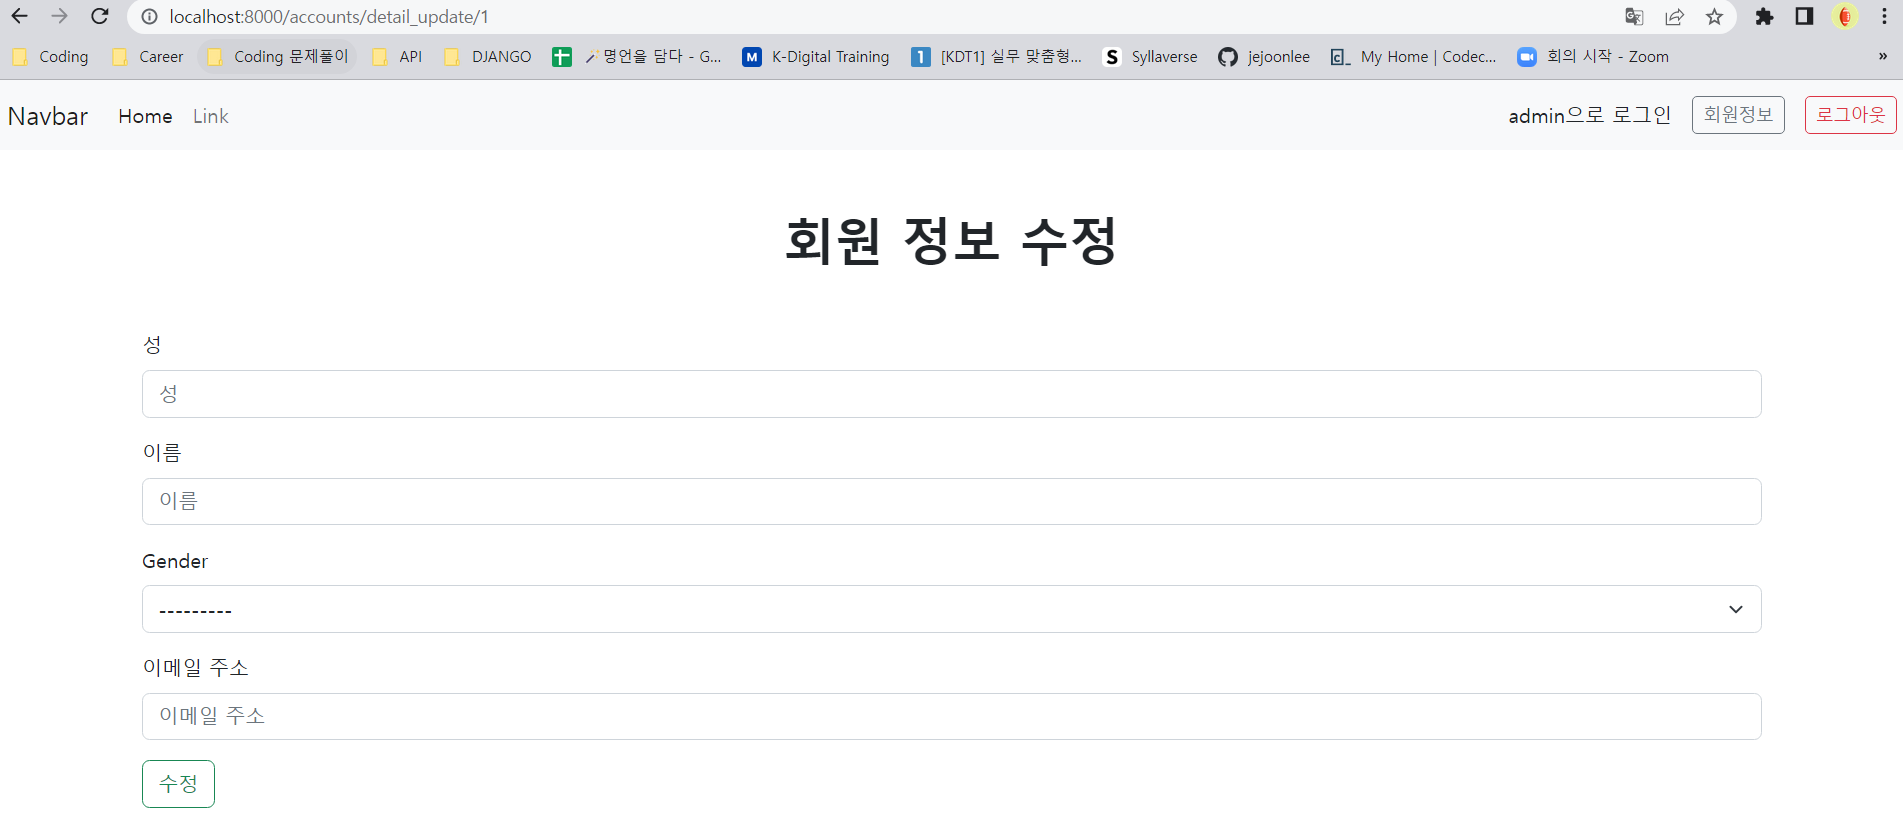 localhost:8000/accounts/detail_update/1
Coding Career Coding 문제풀이 API DJANGO 명언을 담다 - G... M K-Digital Training 1 [KDT1] 실무 맞춤형... S Syllaverse jejoonlee c_ My Home | Codec... 회의 시작 - Zoom »
Navbar Home Link admin으로 로그인 회원정보 로그아웃
회원 정보 수정
성
성
이름
이름
Gender
---------
이메일 주소
이메일 주소
수정